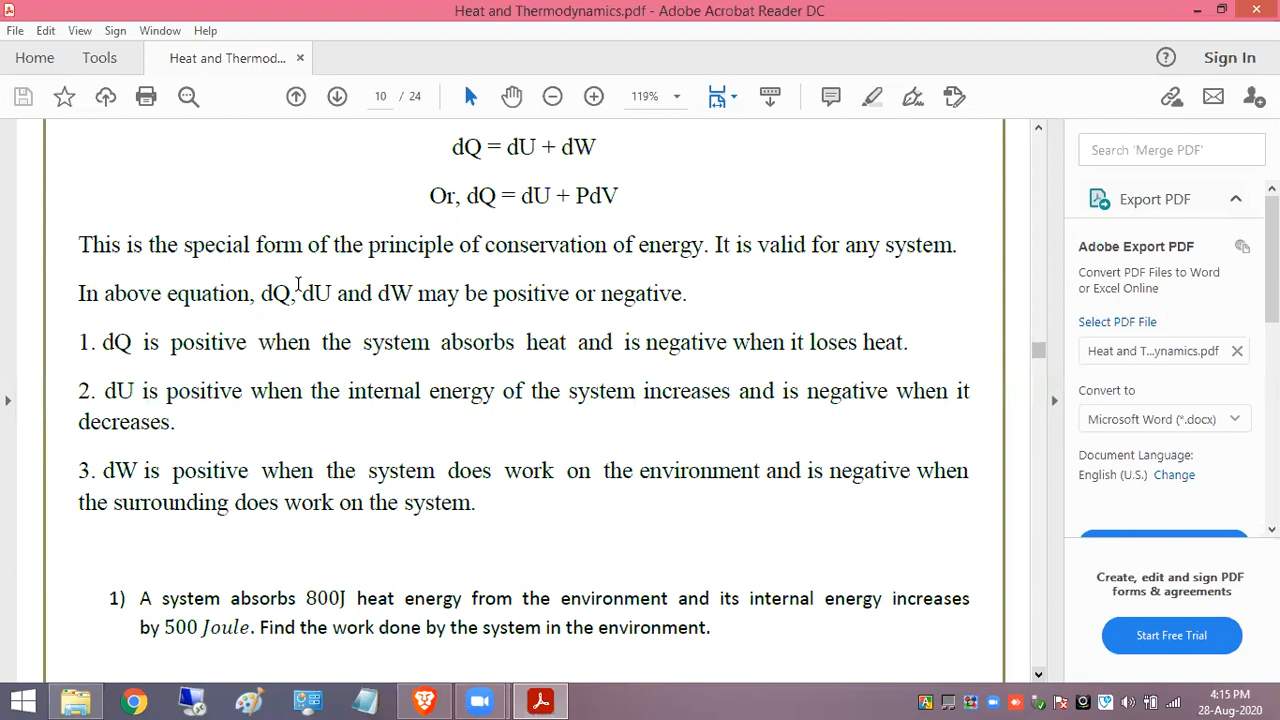 Heat and Thermodynamics.pdf - Adobe Acrobat Reader DC
File Edit View Sign Window Help
Home Tools Heat and Thermod... × Sign In
10 / 24 119%
dQ = dU + dW
Or, dQ = dU + PdV
This is the special form of the principle of conservation of energy. It is valid for any system.
In above equation, dQ, dU and dW may be positive or negative.
1. dQ is positive when the system absorbs heat and is negative when it loses heat.
2. dU is positive when the internal energy of the system increases and is negative when it
decreases.
3. dW is positive when the system does work on the environment and is negative when
the surrounding does work on the system.
1) A system absorbs 800J heat energy from the environment and its internal energy increases
by 500 Joule. Find the work done by the system in the environment.
Search 'Merge PDF'
Export PDF
Adobe Export PDF
Convert PDF Files to Word
or Excel Online
Select PDF File
Heat and T...ynamics.pdf
Convert to
Microsoft Word (*.docx)
Document Language:
English (U.S.) Change
Create, edit and sign PDF
forms & agreements
Start Free Trial
4:15 PM
28-Aug-2020